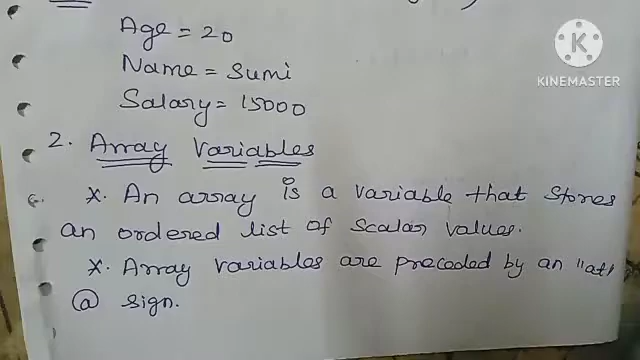 Age = 20
Name = Sumi
Salary = 15000
K
KINEMASTER
2. Array Variables
*. An array is a variable that stores
an ordered list of scalar values.
*. Array variables are preceded by an "at"
@ sign.